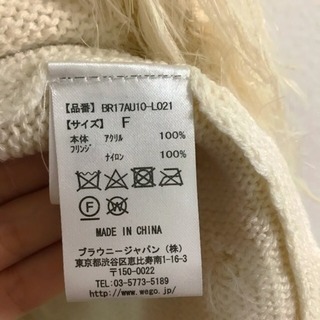 【品番】 BR17AU10-L021
【サイズ】 F
本体 アクリル 100%
フリンジ
ナイロン 100%
MADE IN CHINA
ブラウニージャパン(株)
東京都渋谷区恵比寿南1-16-3
〒150-0022
TEL. 03-5773-5189
http://www.wego.jp/